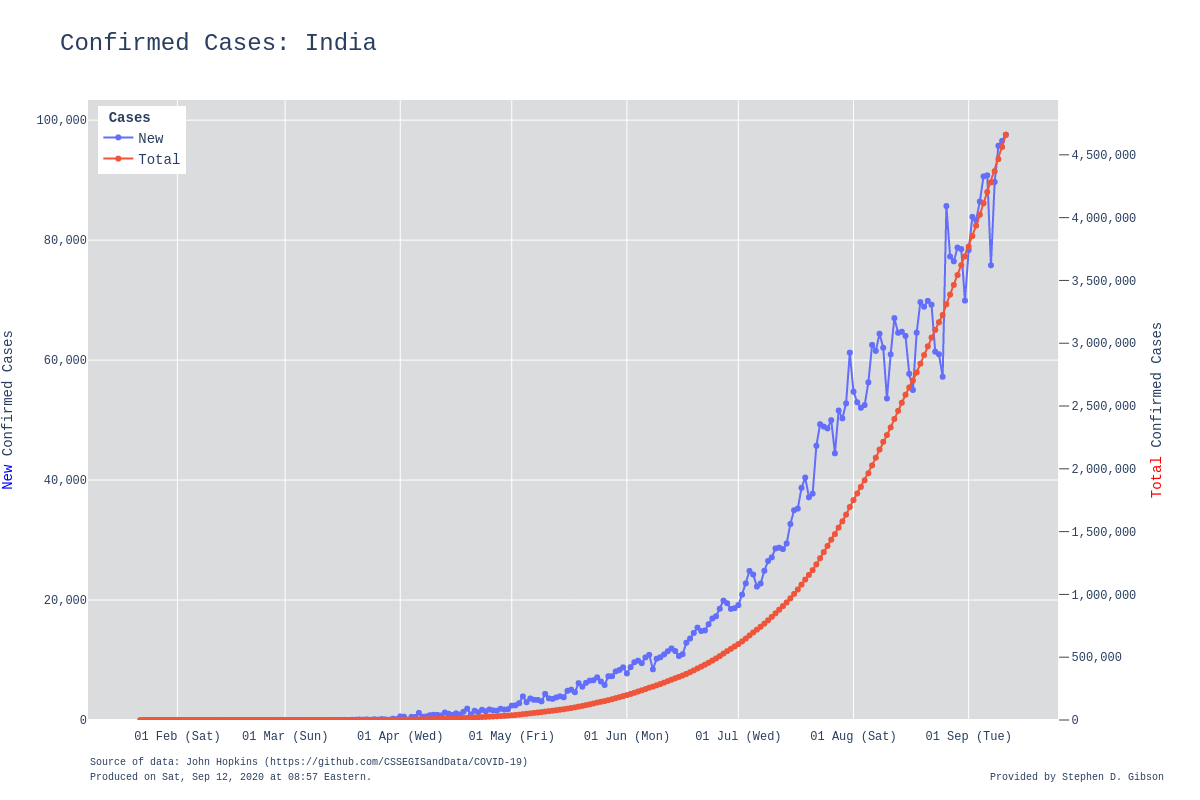 Confirmed Cases: India
Cases
New
Total
100,000
80,000
60,000
40,000
20,000
0
4,500,000
4,000,000
3,500,000
3,000,000
2,500,000
2,000,000
1,500,000
1,000,000
500,000
0
New Confirmed Cases
Total Confirmed Cases
01 Feb (Sat) 01 Mar (Sun) 01 Apr (Wed) 01 May (Fri) 01 Jun (Mon) 01 Jul (Wed) 01 Aug (Sat) 01 Sep (Tue)
Source of data: John Hopkins (https://github.com/CSSEGISandData/COVID-19)
Produced on Sat, Sep 12, 2020 at 08:57 Eastern.
Provided by Stephen D. Gibson